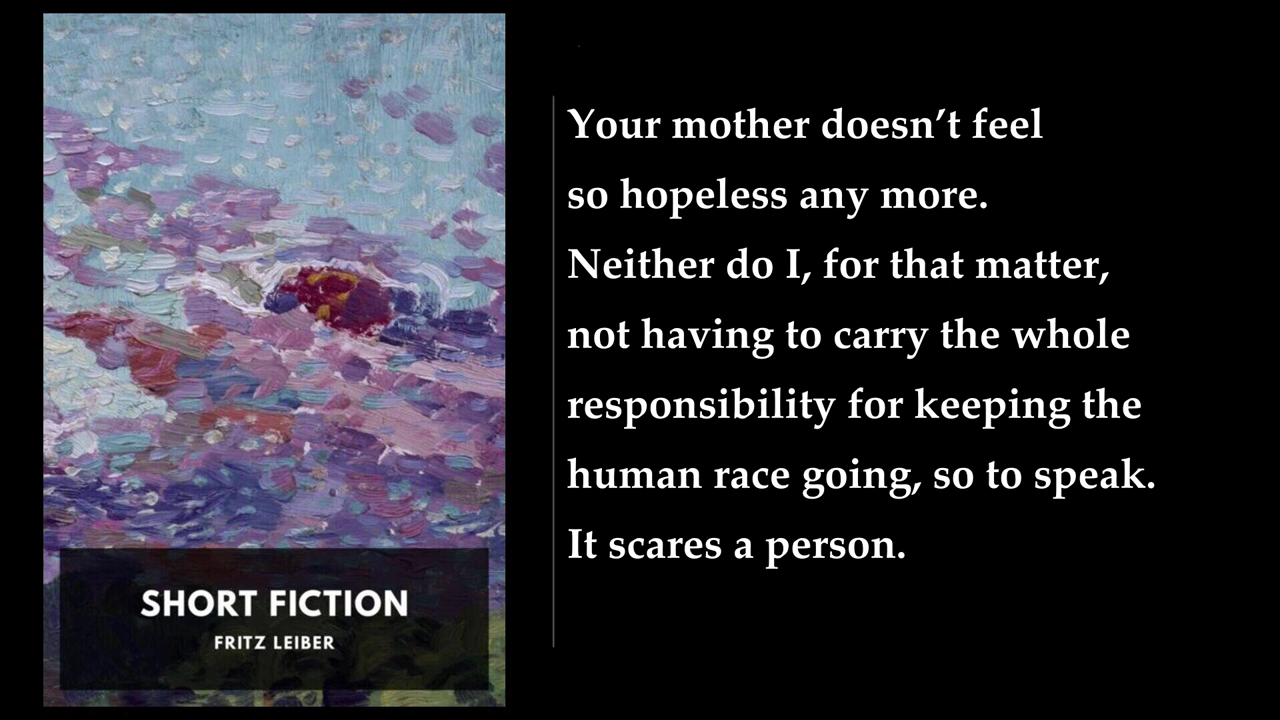 Your mother doesn’t feel
so hopeless any more.
Neither do I, for that matter,
not having to carry the whole
responsibility for keeping the
human race going, so to speak.
It scares a person.
SHORT FICTION
FRITZ LEIBER